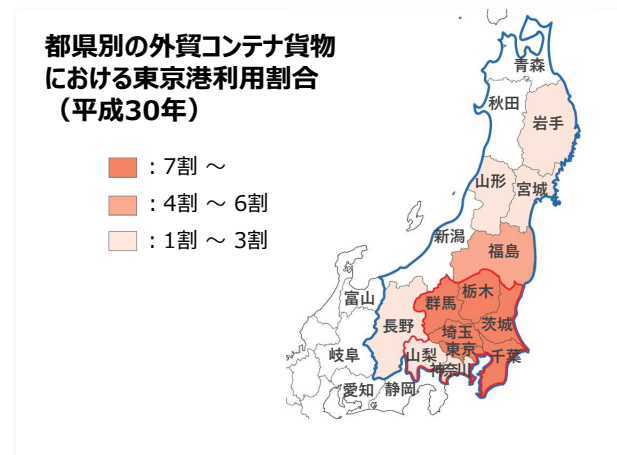 都県別の外貿コンテナ貨物
における東京港利用割合
（平成30年）
：7割 ～
：4割 ～ 6割
：1割 ～ 3割
青森
秋田
岩手
山形
宮城
新潟
福島
富山
群馬
栃木
長野
埼玉
茨城
岐阜
山梨
東京
千葉
神奈川
愛知
静岡